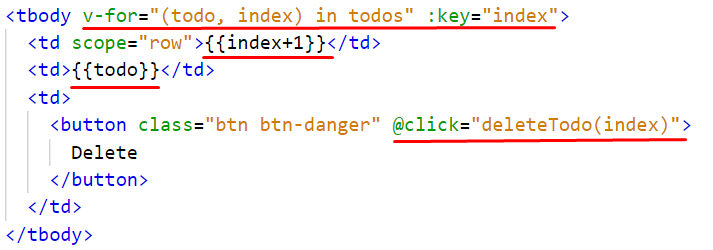 <tbody v-for="(todo, index) in todos" :key="index">
<td scope="row">{{index+1}}</td>
<td>{{todo}}</td>
<td>
<button class="btn btn-danger" @click="deleteTodo(index)">
Delete
</button>
</td>
</tbody>